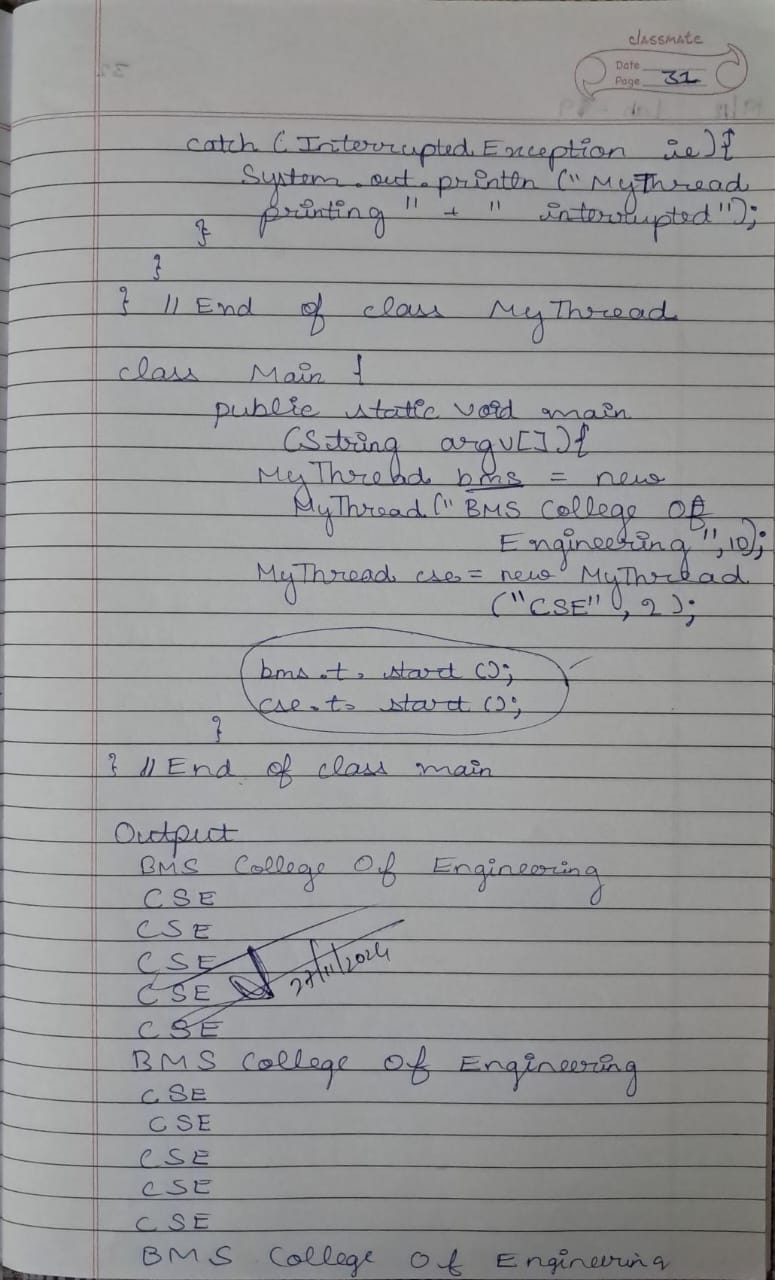 classmate
Date
Page 31
catch (InterruptedException ie){
System.out.println("MyThread
printing" + " interrupted");
}
}
} // End of class MyThread
class Main {
public static void main
(String argv[]){
MyThread bms = new
MyThread("BMS College Of
Engineering", 10);
MyThread cse = new MyThread
("CSE", 2);
bms.t.start();
cse.t.start();
}
} // End of class main
Output
BMS College Of Engineering
CSE
CSE
CSE
CSE
27/11/2024
CSE
BMS College Of Engineering
CSE
CSE
CSE
CSE
CSE
BMS College Of Engineering